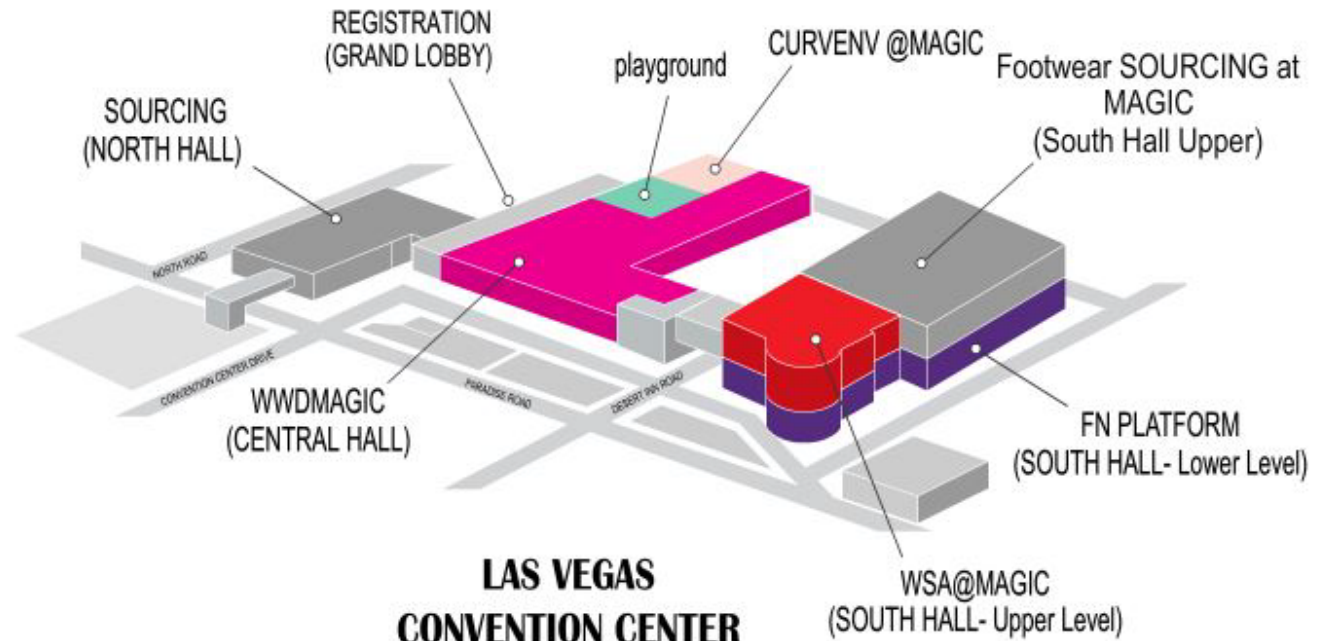 REGISTRATION
(GRAND LOBBY)
CURVENV @MAGIC
playground
Footwear SOURCING at
MAGIC
(South Hall Upper)
SOURCING
(NORTH HALL)
NORTH ROAD
CONVENTION CENTER DRIVE
PARADISE ROAD
DESERT INN ROAD
WWDMAGIC
(CENTRAL HALL)
FN PLATFORM
(SOUTH HALL- Lower Level)
WSA@MAGIC
(SOUTH HALL- Upper Level)
LAS VEGAS
CONVENTION CENTER